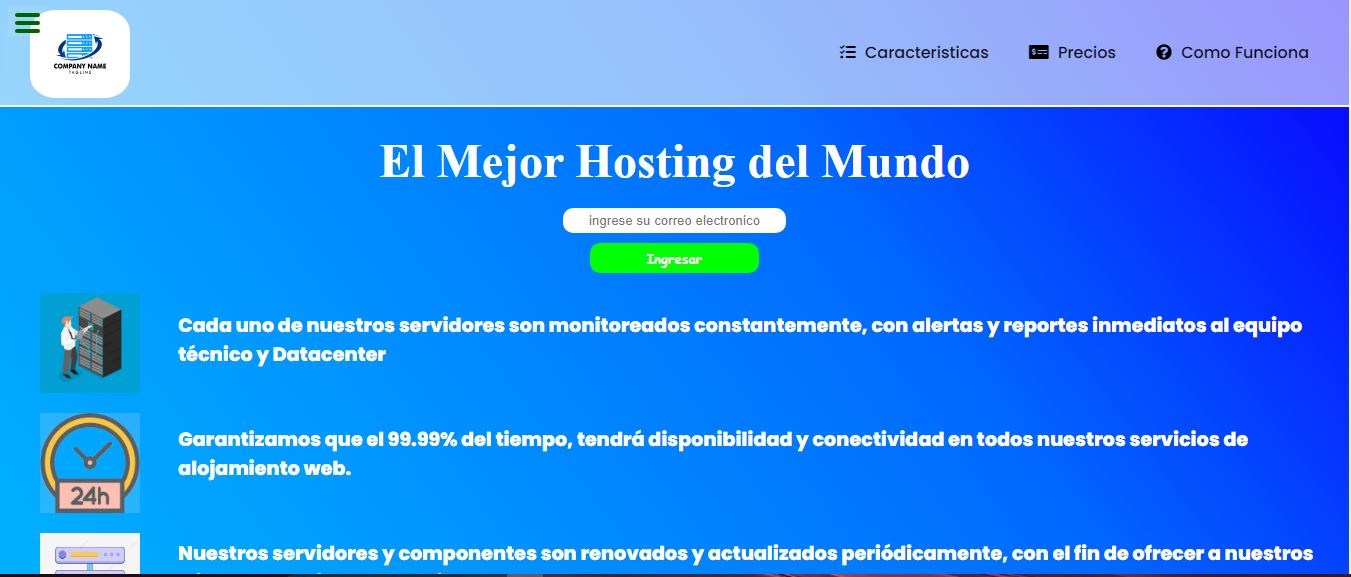 COMPANY NAME
TAGLINE
Caracteristicas
Precios
Como Funciona
El Mejor Hosting del Mundo
ingrese su correo electronico
Ingresar
Cada uno de nuestros servidores son monitoreados constantemente, con alertas y reportes inmediatos al equipo
técnico y Datacenter
Garantizamos que el 99.99% del tiempo, tendrá disponibilidad y conectividad en todos nuestros servicios de
alojamiento web.
24h
Nuestros servidores y componentes son renovados y actualizados periódicamente, con el fin de ofrecer a nuestros